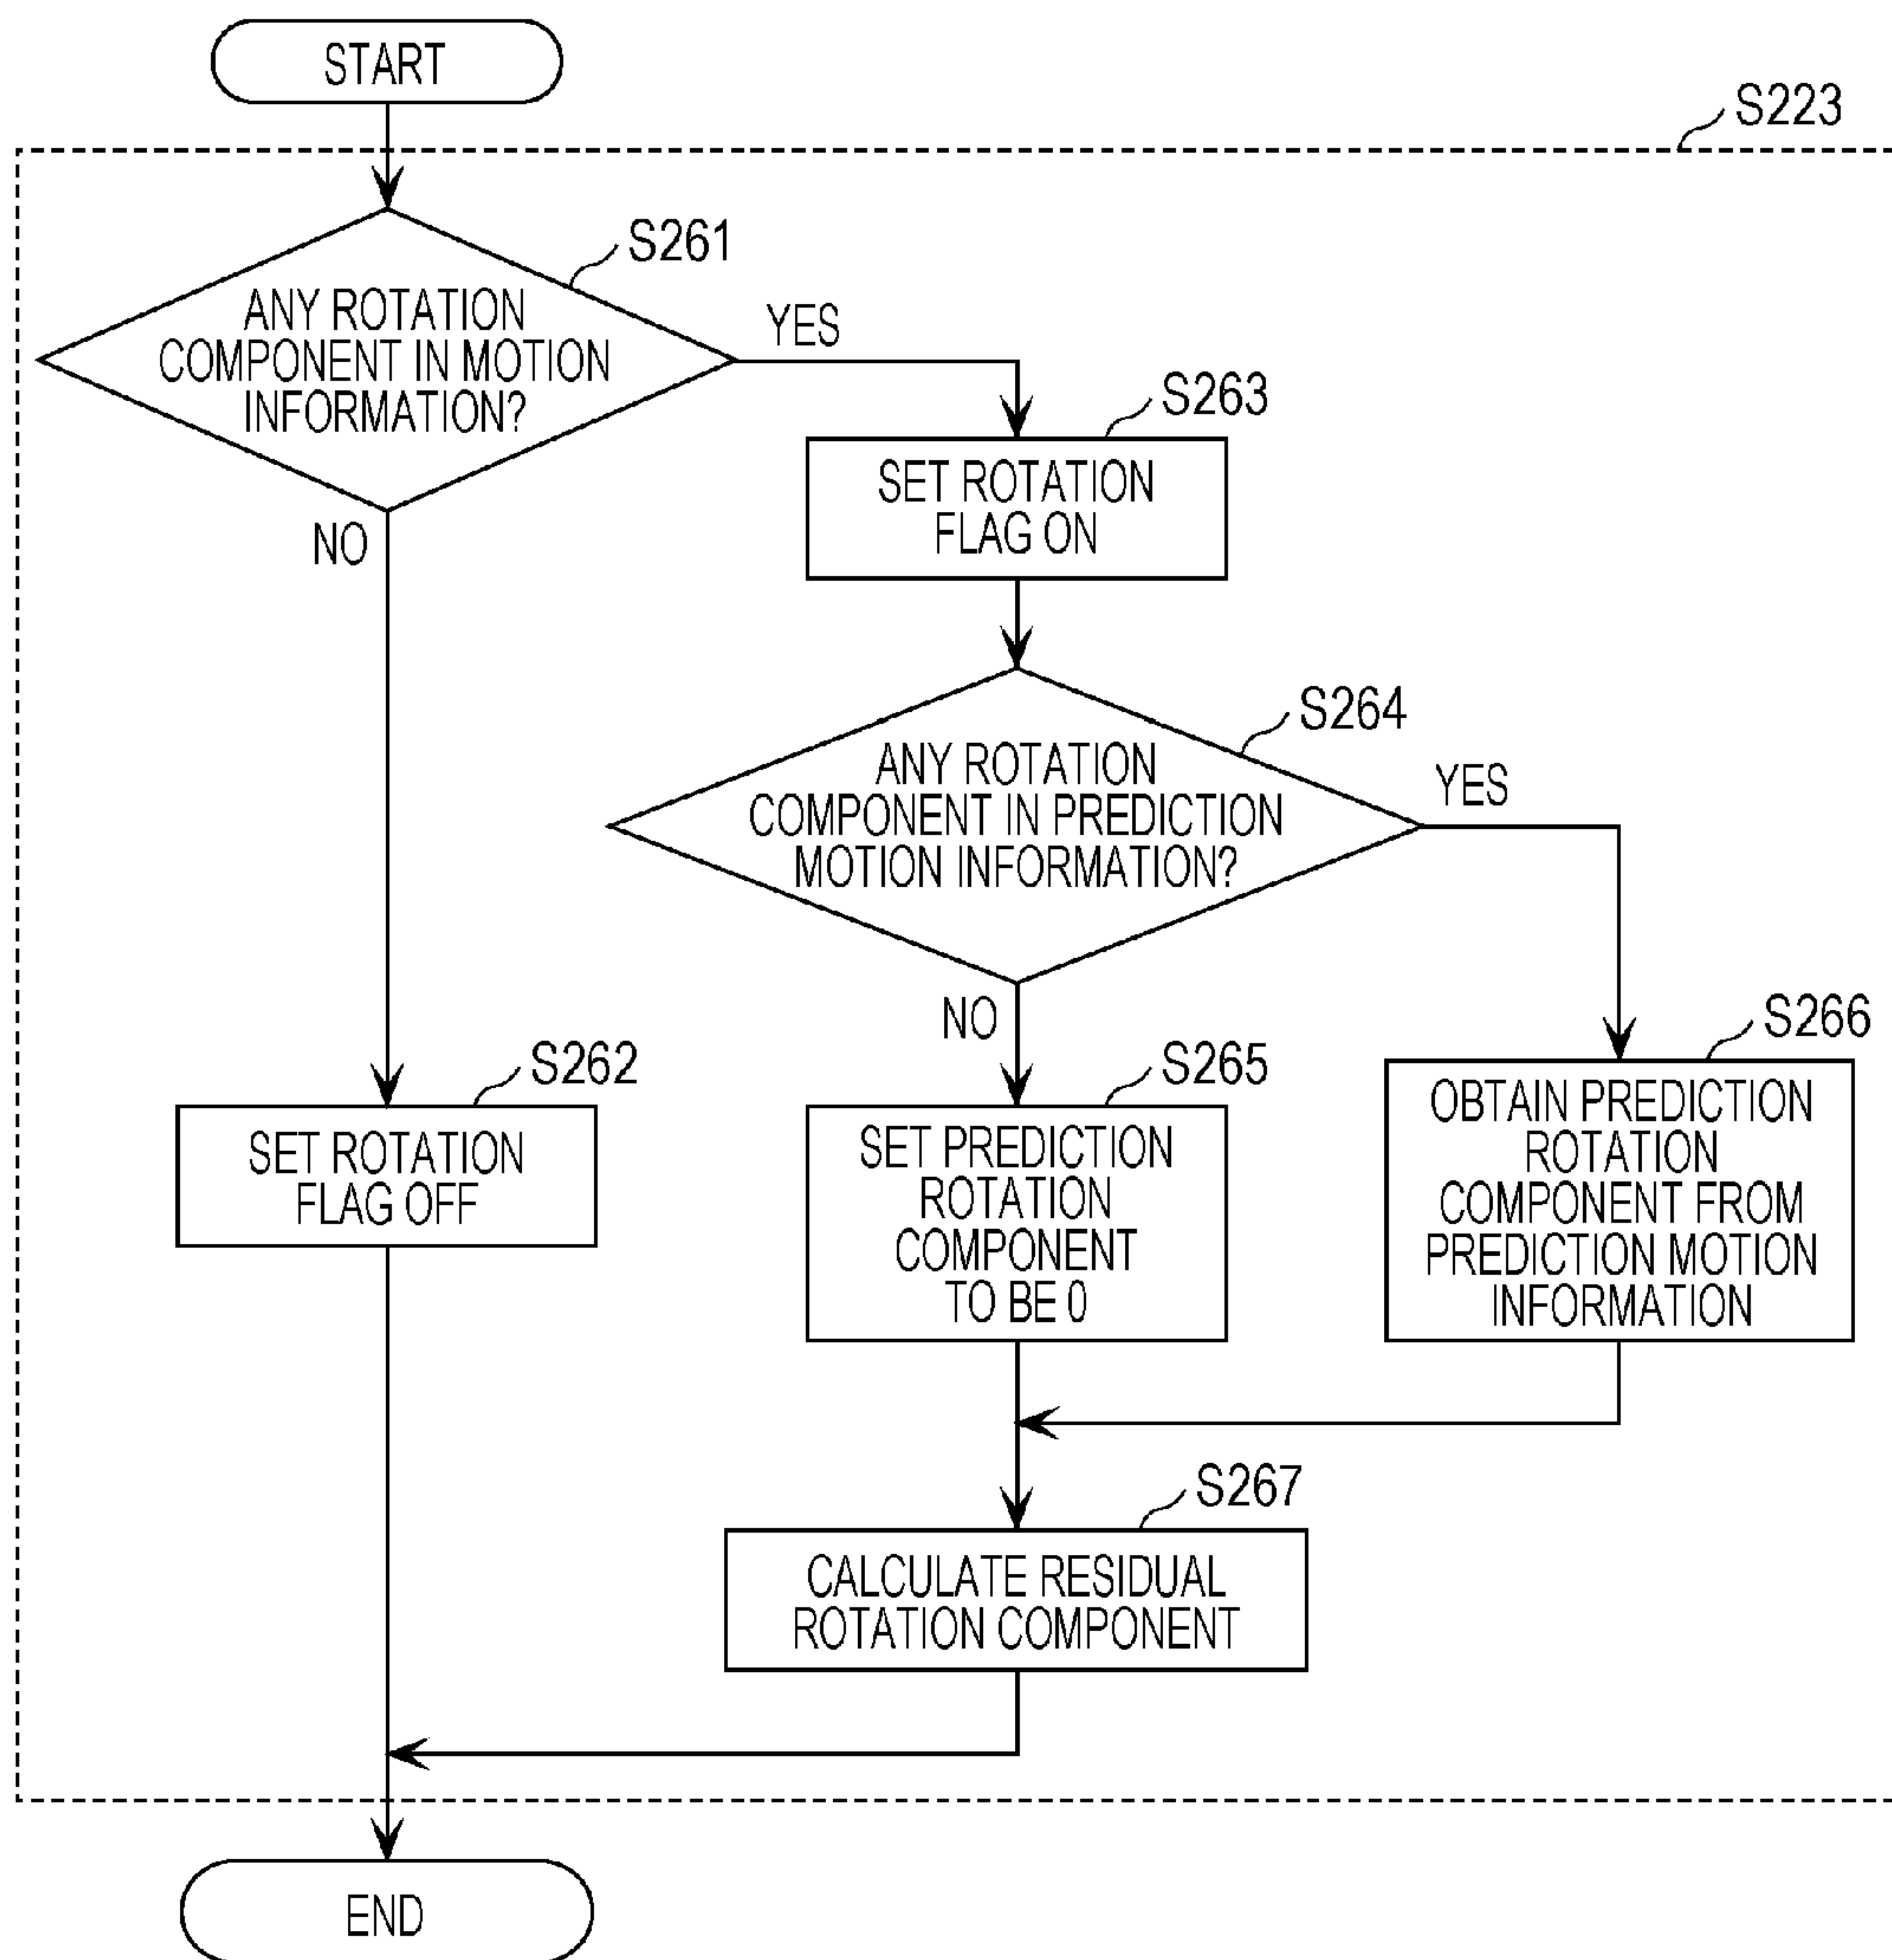 START
S223
S261
ANY ROTATION
COMPONENT IN MOTION
INFORMATION?
YES
NO
S263
SET ROTATION
FLAG ON
S264
ANY ROTATION
COMPONENT IN PREDICTION
MOTION INFORMATION?
YES
NO
S262
SET ROTATION
FLAG OFF
S265
SET PREDICTION
ROTATION
COMPONENT
TO BE 0
S266
OBTAIN PREDICTION
ROTATION
COMPONENT FROM
PREDICTION MOTION
INFORMATION
S267
CALCULATE RESIDUAL
ROTATION COMPONENT
END